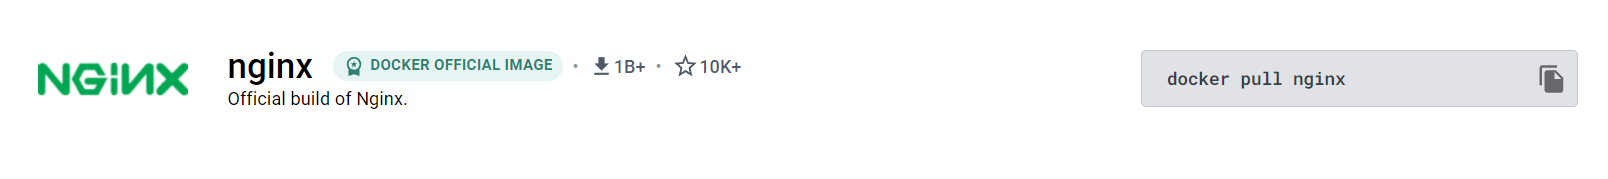 NGINX
nginx DOCKER OFFICIAL IMAGE • 1B+ • 10K+
Official build of Nginx.
docker pull nginx